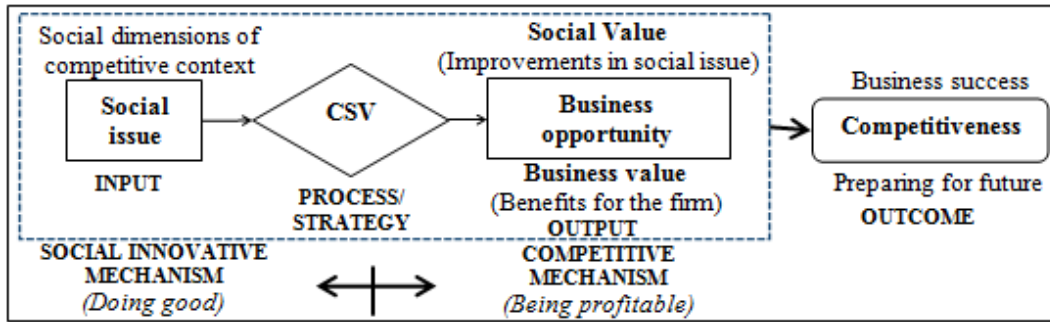 Social dimensions of
competitive context
Social
issue
INPUT
CSV
PROCESS/
STRATEGY
Social Value
(Improvements in social issue)
Business
opportunity
Business value
(Benefits for the firm)
OUTPUT
Business success
Competitiveness
Preparing for future
OUTCOME
SOCIAL INNOVATIVE
MECHANISM
(Doing good)
COMPETITIVE
MECHANISM
(Being profitable)